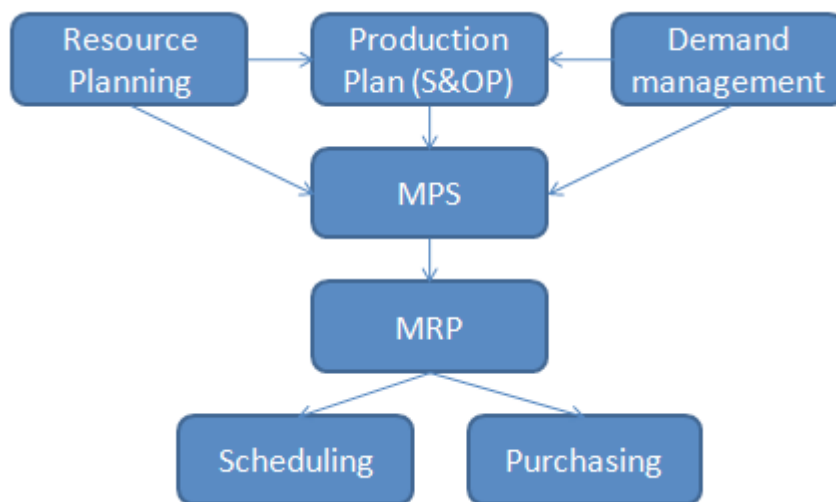 Resource
Planning
Production
Plan (S&OP)
Demand
management
MPS
MRP
Scheduling
Purchasing